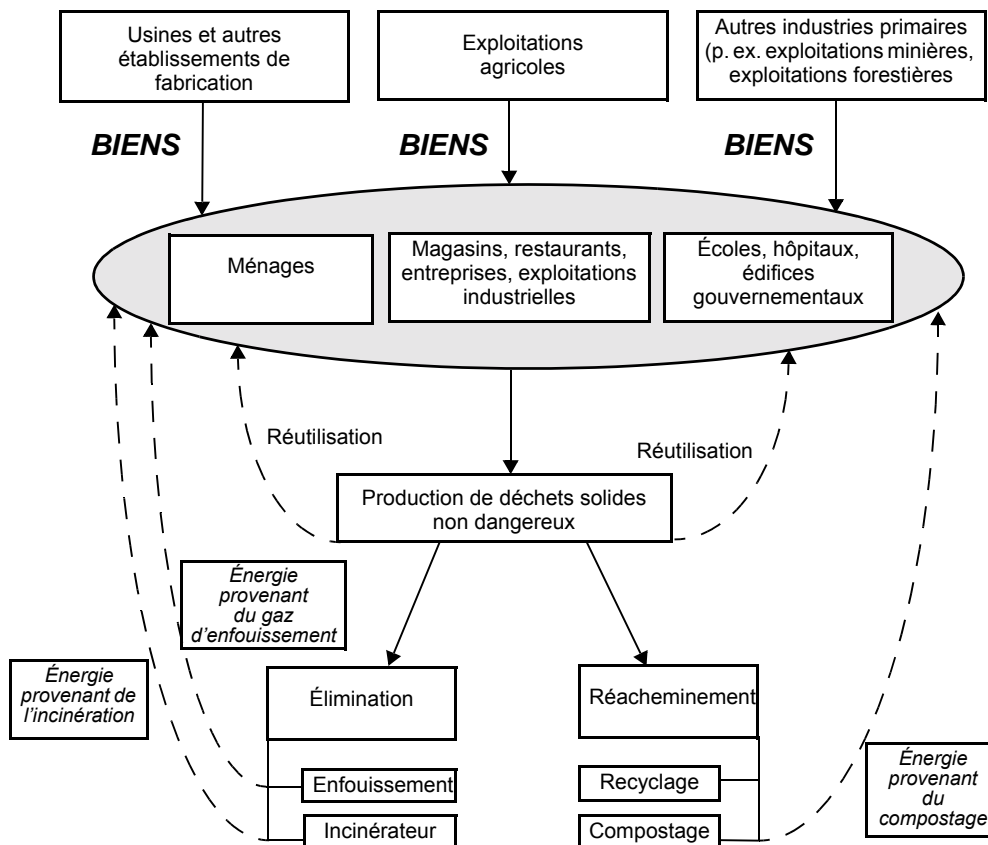 Usines et autres
établissements de
fabrication
Exploitations
agricoles
Autres industries primaires
(p. ex. exploitations minières,
exploitations forestières
BIENS
BIENS
BIENS
Ménages
Magasins, restaurants,
entreprises, exploitations
industrielles
Écoles, hôpitaux,
édifices
gouvernementaux
Réutilisation
Réutilisation
Production de déchets solides
non dangereux
Énergie
provenant
du gaz
d'enfouissement
Énergie
provenant de
l'incinération
Élimination
Réacheminement
Enfouissement
Incinérateur
Recyclage
Compostage
Énergie
provenant
du
compostage